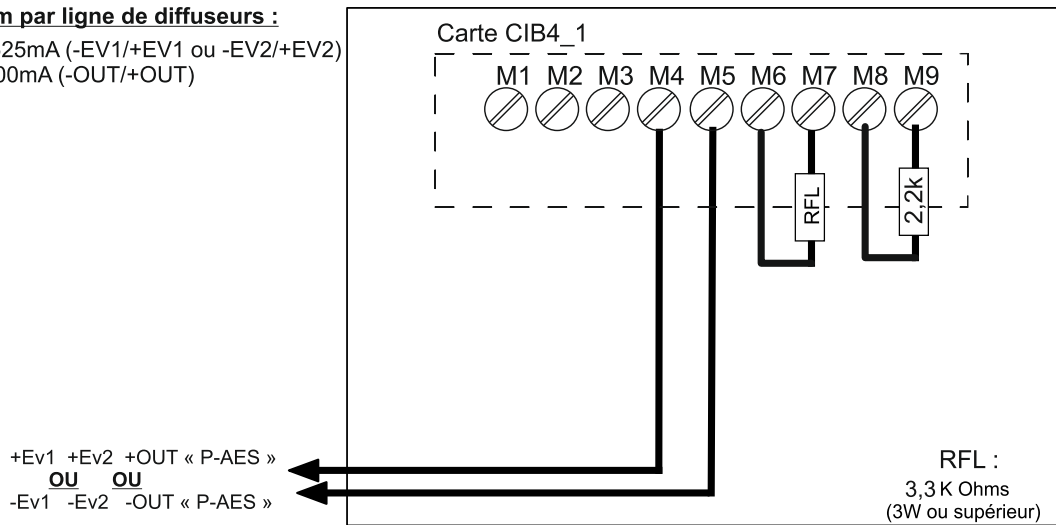 par ligne de diffuseurs :
25mA (-EV1/+EV1 ou -EV2/+EV2)
00mA (-OUT/+OUT)
Carte CIB4_1
M1 M2 M3 M4 M5 M6 M7 M8 M9
RFL
2,2k
+Ev1 +Ev2 +OUT « P-AES »
OU OU
-Ev1 -Ev2 -OUT « P-AES »
RFL :
3,3 K Ohms
(3W ou supérieur)